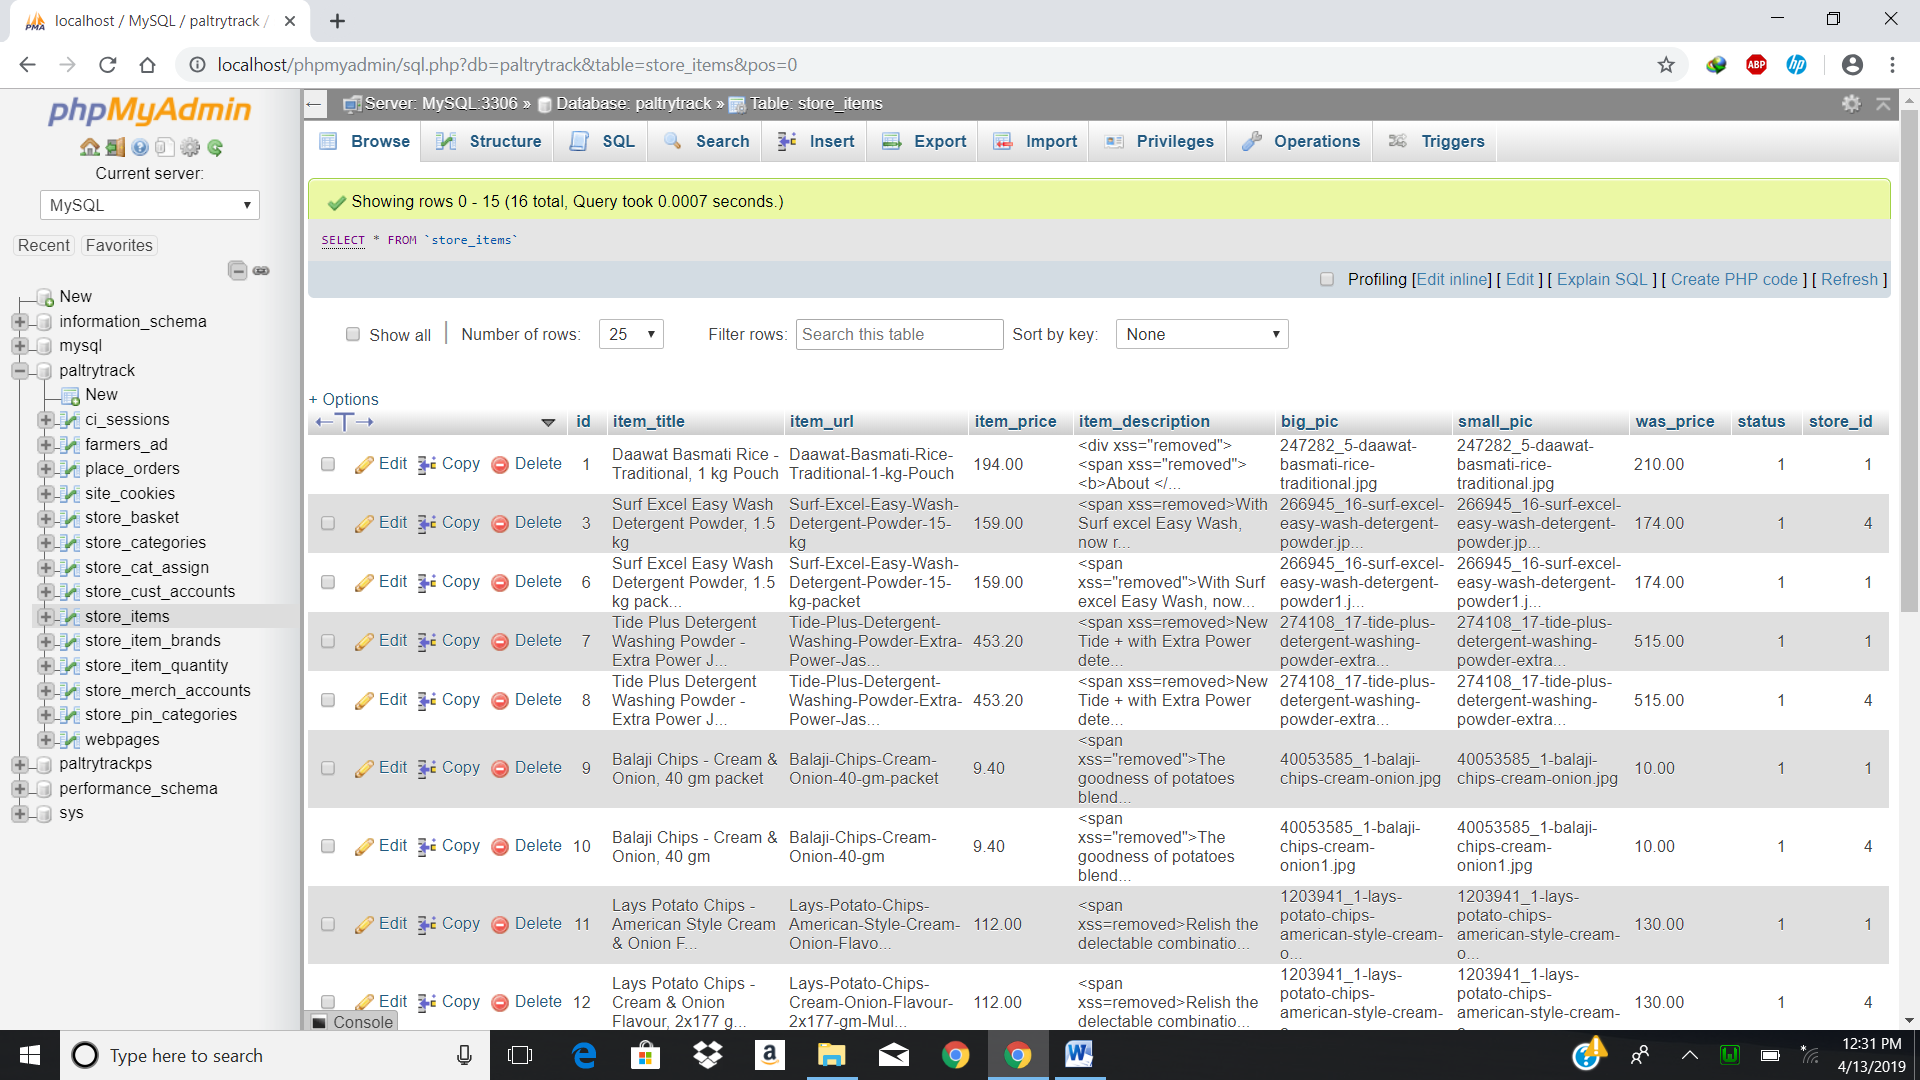 localhost / MySQL / paltrytrack /
localhost/phpmyadmin/sql.php?db=paltrytrack&table=store_items&pos=0
ABP
hp
phpMyAdmin
Current server:
MySQL
Recent Favorites
New
information_schema
mysql
paltrytrack
New
ci_sessions
farmers_ad
place_orders
site_cookies
store_basket
store_categories
store_cat_assign
store_cust_accounts
store_items
store_item_brands
store_item_quantity
store_merch_accounts
store_pin_categories
webpages
paltrytrackps
performance_schema
sys
Server: MySQL:3306 » Database: paltrytrack » Table: store_items
Browse Structure SQL Search Insert Export Import Privileges Operations Triggers
Showing rows 0 - 15 (16 total, Query took 0.0007 seconds.)
SELECT * FROM `store_items`
Profiling [Edit inline] [ Edit ] [ Explain SQL ] [ Create PHP code ] [ Refresh ]
Show all Number of rows: 25 Filter rows: Search this table Sort by key: None
+ Options
id item_title item_url item_price item_description big_pic small_pic was_price status store_id
Edit Copy Delete 1 Daawat Basmati Rice - Traditional, 1 kg Pouch Daawat-Basmati-Rice-Traditional-1-kg-Pouch 194.00 <div xss="removed"> <span xss="removed"> <b>About </... 247282_5-daawat-basmati-rice-traditional.jpg 247282_5-daawat-basmati-rice-traditional.jpg 210.00 1 1
Edit Copy Delete 3 Surf Excel Easy Wash Detergent Powder, 1.5 kg Surf-Excel-Easy-Wash-Detergent-Powder-15-kg 159.00 <span xss=removed>With Surf excel Easy Wash, now r... 266945_16-surf-excel-easy-wash-detergent-powder.jp... 266945_16-surf-excel-easy-wash-detergent-powder.jp... 174.00 1 4
Edit Copy Delete 6 Surf Excel Easy Wash Detergent Powder, 1.5 kg pack... Surf-Excel-Easy-Wash-Detergent-Powder-15-kg-packet 159.00 <span xss="removed">With Surf excel Easy Wash, now... 266945_16-surf-excel-easy-wash-detergent-powder1.j... 266945_16-surf-excel-easy-wash-detergent-powder1.j... 174.00 1 1
Edit Copy Delete 7 Tide Plus Detergent Washing Powder - Extra Power J... Tide-Plus-Detergent-Washing-Powder-Extra-Power-Jas... 453.20 <span xss=removed>New Tide + with Extra Power dete... 274108_17-tide-plus-detergent-washing-powder-extra... 274108_17-tide-plus-detergent-washing-powder-extra... 515.00 1 1
Edit Copy Delete 8 Tide Plus Detergent Washing Powder - Extra Power J... Tide-Plus-Detergent-Washing-Powder-Extra-Power-Jas... 453.20 <span xss=removed>New Tide + with Extra Power dete... 274108_17-tide-plus-detergent-washing-powder-extra... 274108_17-tide-plus-detergent-washing-powder-extra... 515.00 1 4
Edit Copy Delete 9 Balaji Chips - Cream & Onion, 40 gm packet Balaji-Chips-Cream-Onion-40-gm-packet 9.40 <span xss="removed">The goodness of potatoes blend... 40053585_1-balaji-chips-cream-onion.jpg 40053585_1-balaji-chips-cream-onion.jpg 10.00 1 1
Edit Copy Delete 10 Balaji Chips - Cream & Onion, 40 gm Balaji-Chips-Cream-Onion-40-gm 9.40 <span xss="removed">The goodness of potatoes blend... 40053585_1-balaji-chips-cream-onion1.jpg 40053585_1-balaji-chips-cream-onion1.jpg 10.00 1 4
Edit Copy Delete 11 Lays Potato Chips - American Style Cream & Onion F... Lays-Potato-Chips-American-Style-Cream-Onion-Flavo... 112.00 <span xss=removed>Relish the delectable combinatio... 1203941_1-lays-potato-chips-american-style-cream-o... 1203941_1-lays-potato-chips-american-style-cream-o... 130.00 1 1
Edit Copy Delete 12 Lays Potato Chips - Cream & Onion Flavour, 2x177 g... Lays-Potato-Chips-Cream-Onion-Flavour-2x177-gm-Mul... 112.00 <span xss=removed>Relish the delectable combinatio... 1203941_1-lays-potato-chips-american-style-cream- 1203941_1-lays-potato-chips-american-style-cream- 130.00 1 4
Console
Type here to search
12:31 PM
4/13/2019